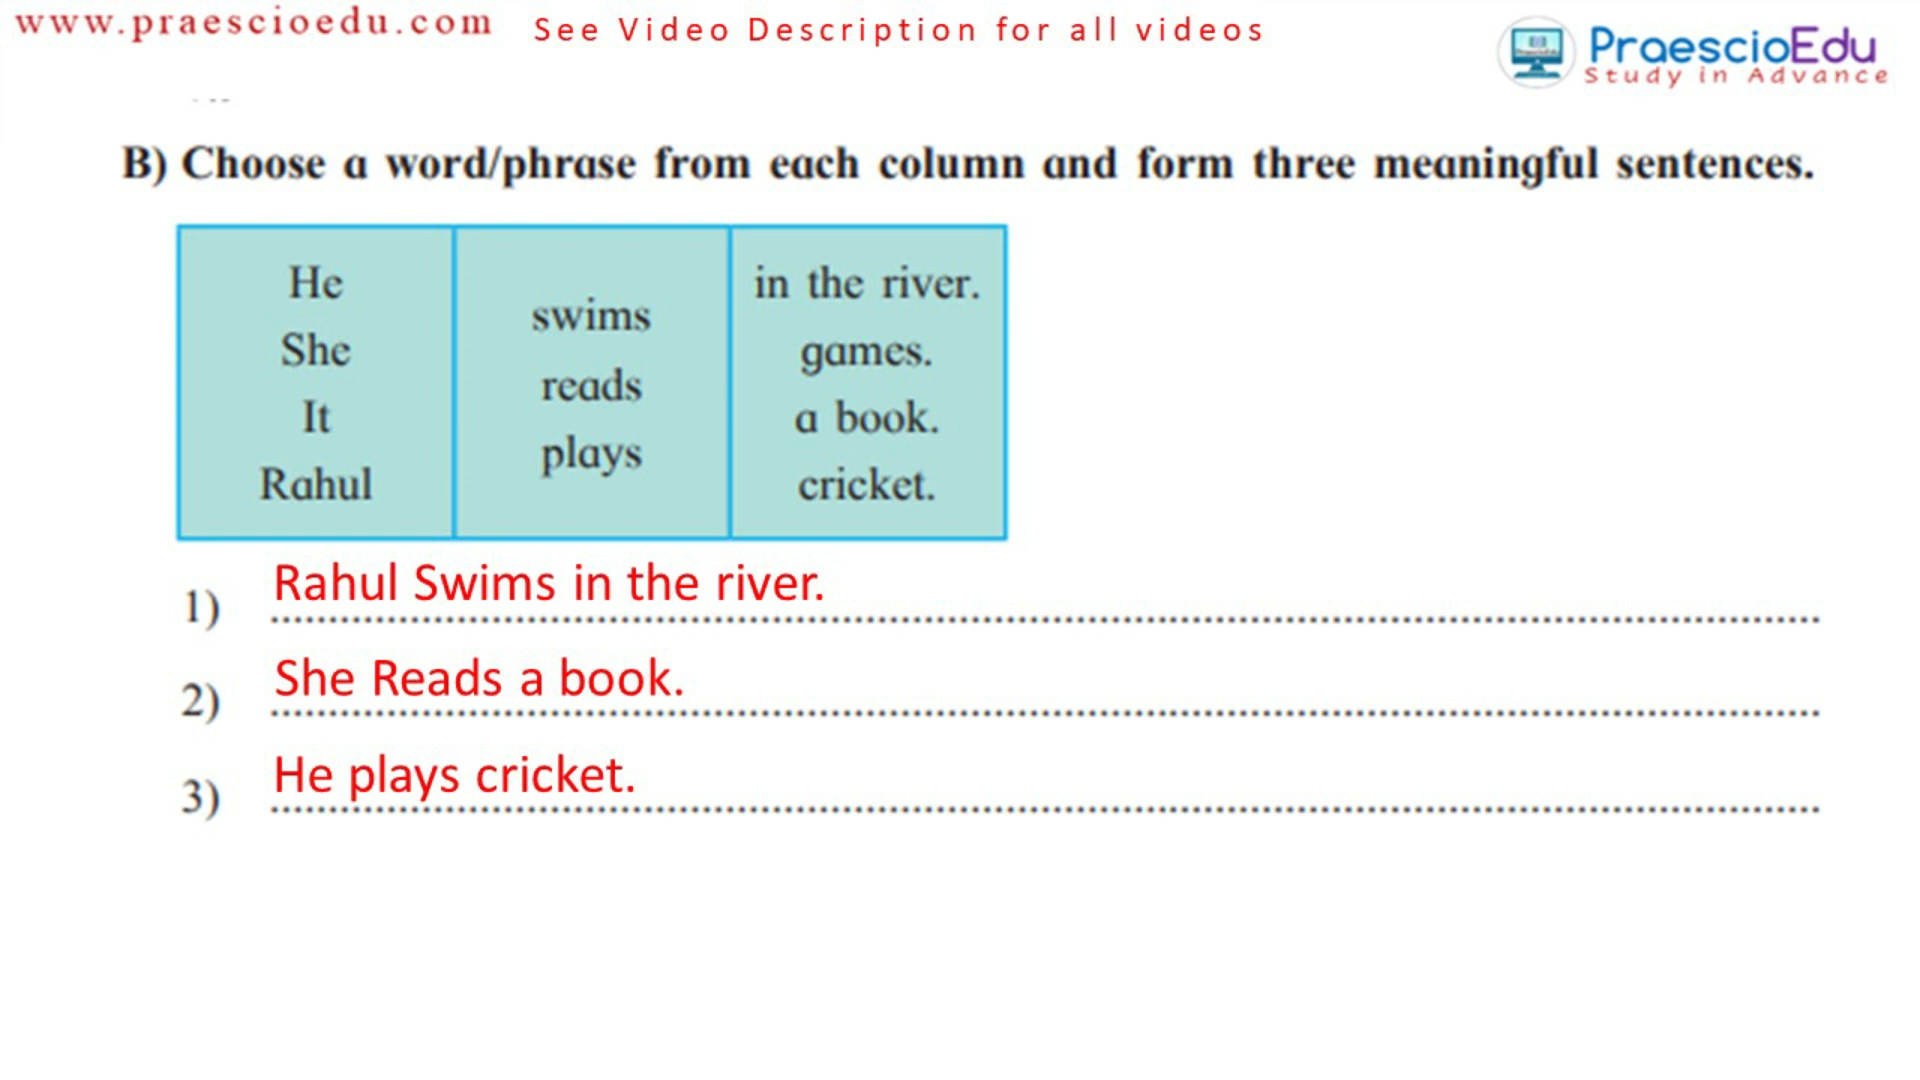 www.praescioedu.com See Video Description for all videos
PraescioEdu
Study in Advance
B) Choose a word/phrase from each column and form three meaningful sentences.
He
She
It
Rahul
swims
reads
plays
in the river.
games.
a book.
cricket.
1) Rahul Swims in the river.
2) She Reads a book.
3) He plays cricket.